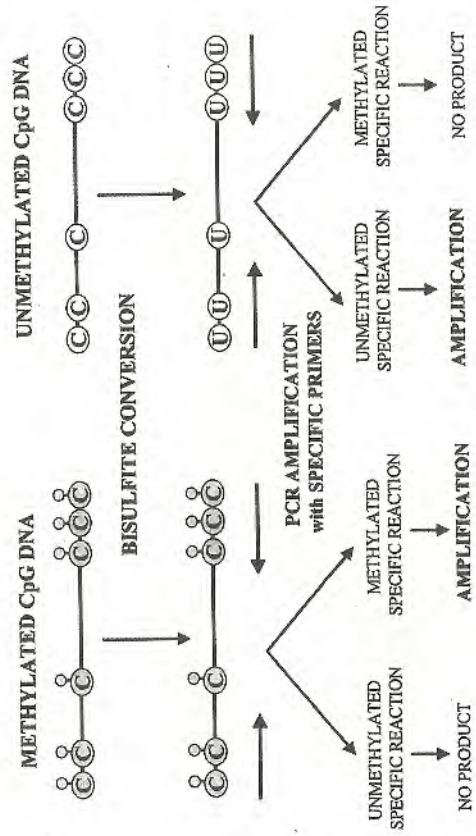 METHYLATED CpG DNA
UNMETHYLATED CpG DNA
C C C C C C
C C C C C C
BISULFITE CONVERSION
C C C C C C
U U U U U U
PCR AMPLIFICATION
with SPECIFIC PRIMERS
UNMETHYLATED
SPECIFIC REACTION
METHYLATED
SPECIFIC REACTION
UNMETHYLATED
SPECIFIC REACTION
METHYLATED
SPECIFIC REACTION
NO PRODUCT
AMPLIFICATION
AMPLIFICATION
NO PRODUCT